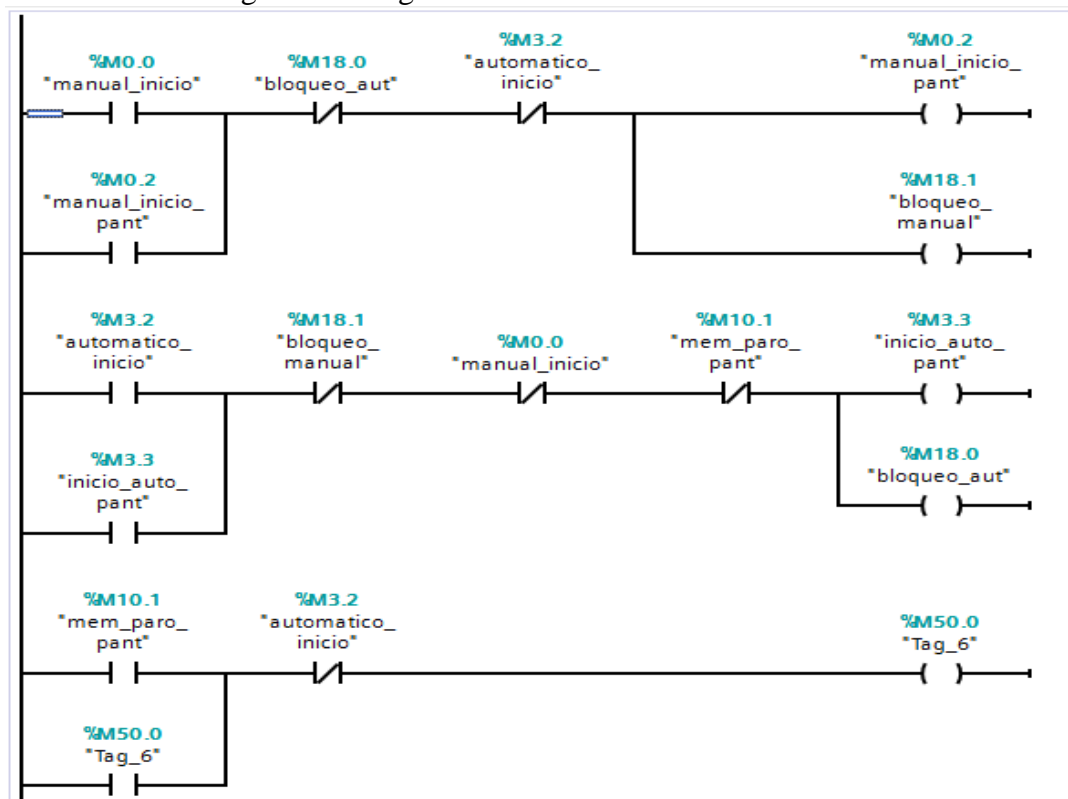 %M0.0
"manual_inicio"
%M18.0
"bloqueo_aut"
%M3.2
"automatico_
inicio"
%M0.2
"manual_inicio_
pant"
%M0.2
"manual_inicio_
pant"
%M18.1
"bloqueo_
manual"
%M3.2
"automatico_
inicio"
%M18.1
"bloqueo_
manual"
%M0.0
"manual_inicio"
%M10.1
"mem_paro_
pant"
%M3.3
"inicio_auto_
pant"
%M3.3
"inicio_auto_
pant"
%M18.0
"bloqueo_aut"
%M10.1
"mem_paro_
pant"
%M3.2
"automatico_
inicio"
%M50.0
"Tag_6"
%M50.0
"Tag_6"